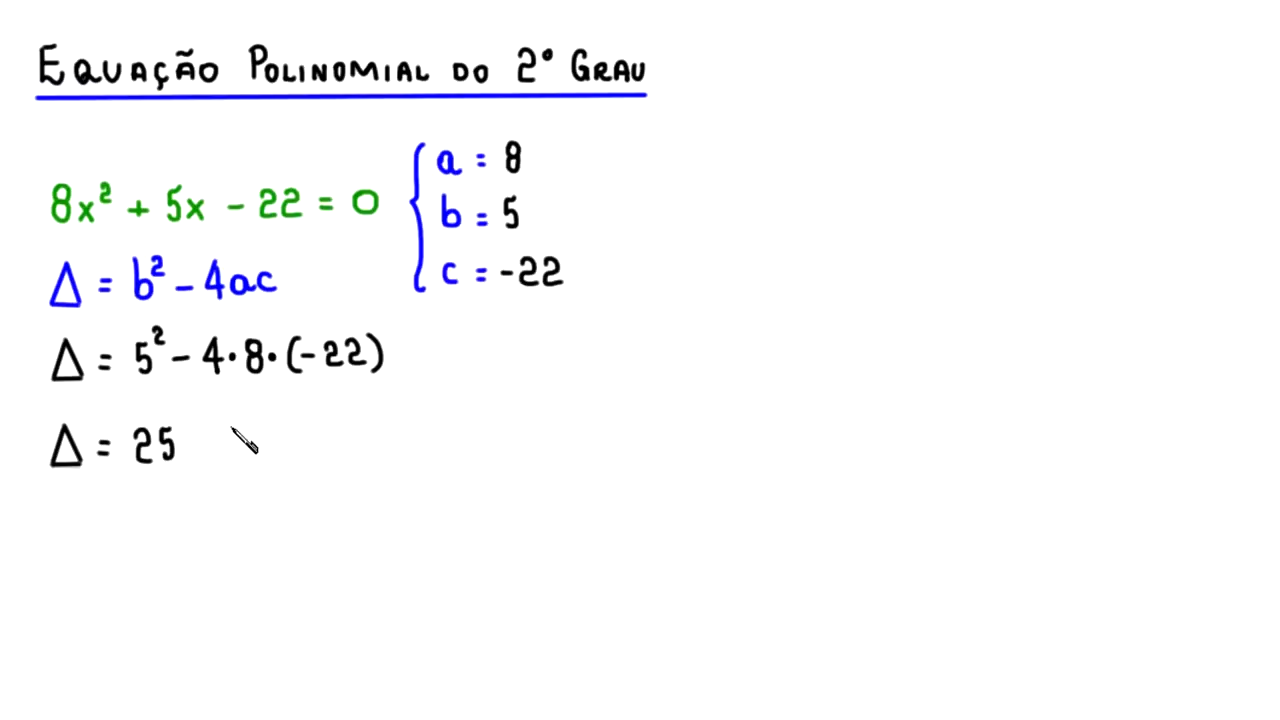 EQUAÇÃO POLINOMIAL DO 2º GRAU
8x² + 5x - 22 = 0
a = 8
b = 5
c = -22
Δ = b² - 4ac
Δ = 5² - 4·8·(-22)
Δ = 25